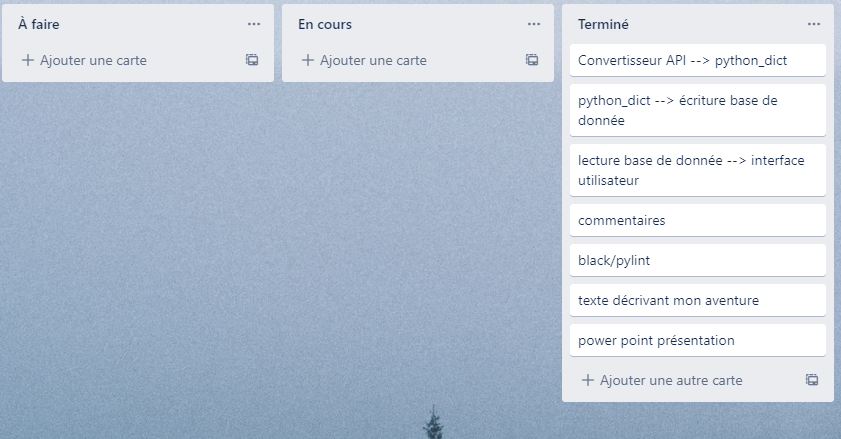 À faire
+ Ajouter une carte
En cours
+ Ajouter une carte
Terminé
Convertisseur API --> python_dict
python_dict --> écriture base de
donnée
lecture base de donnée --> interface
utilisateur
commentaires
black/pylint
texte décrivant mon aventure
power point présentation
+ Ajouter une autre carte